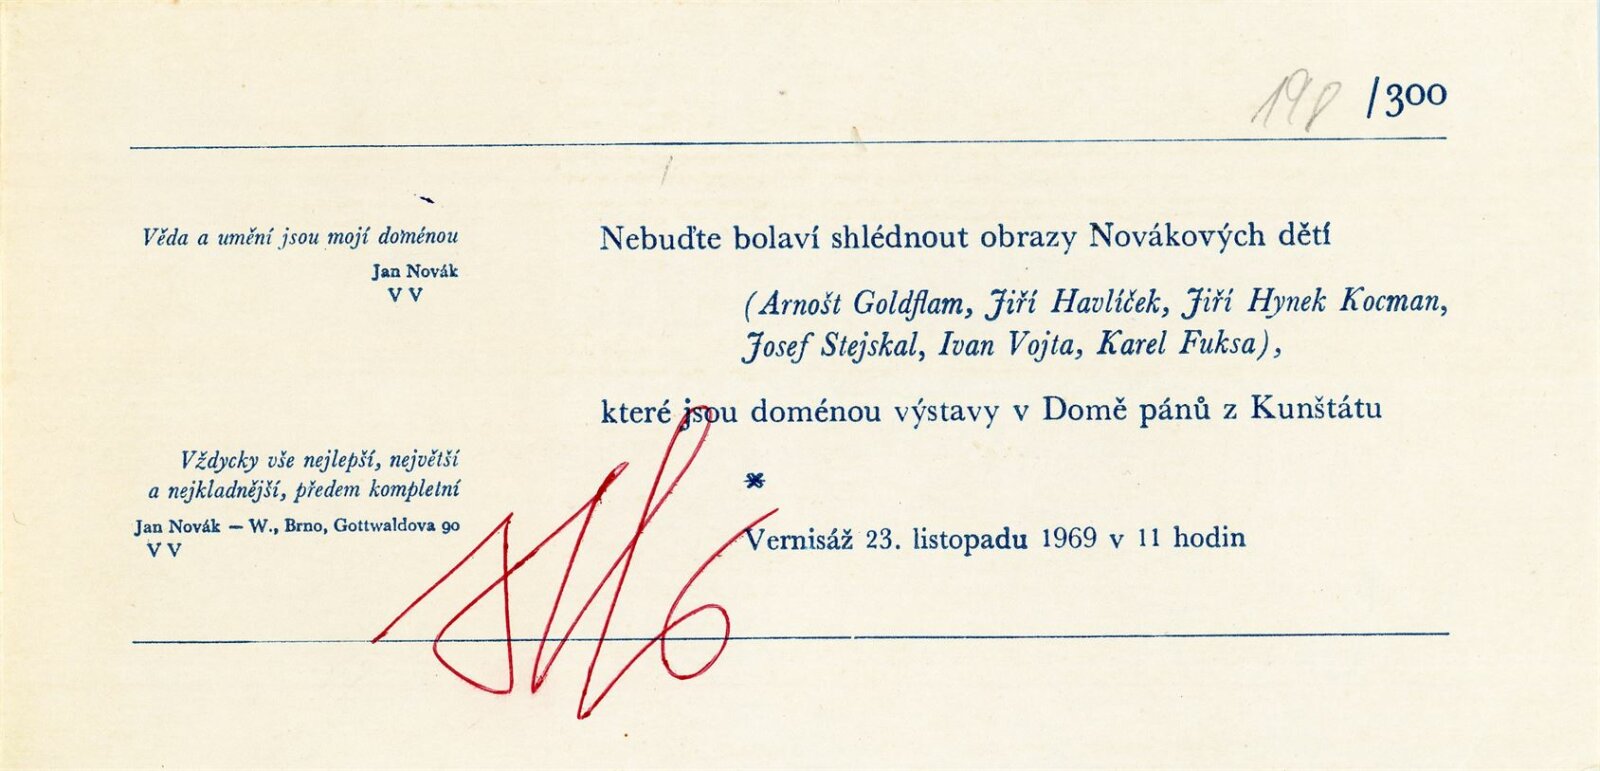 198 /300
Věda a umění jsou mojí doménou
Jan Novák
V V
Vždycky vše nejlepší, největší
a nejkladnější, předem kompletní
Jan Novák — W., Brno, Gottwaldova 90
V V
Nebuďte bolaví shlédnout obrazy Novákových dětí
(Arnošt Goldflam, Jiří Havlíček, Jiří Hynek Kocman,
Josef Stejskal, Ivan Vojta, Karel Fuksa),
které jsou doménou výstavy v Domě pánů z Kunštátu
*
Vernisáž 23. listopadu 1969 v 11 hodin